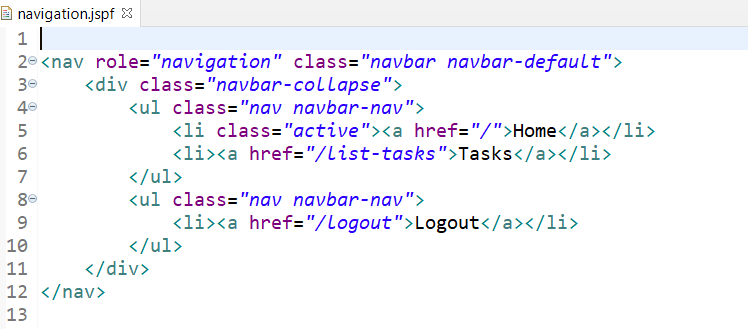 navigation.jspf
1
2 <nav role="navigation" class="navbar navbar-default">
3     <div class="navbar-collapse">
4         <ul class="nav navbar-nav">
5             <li class="active"><a href="/">Home</a></li>
6             <li><a href="/list-tasks">Tasks</a></li>
7         </ul>
8         <ul class="nav navbar-nav">
9             <li><a href="/logout">Logout</a></li>
10         </ul>
11     </div>
12 </nav>
13